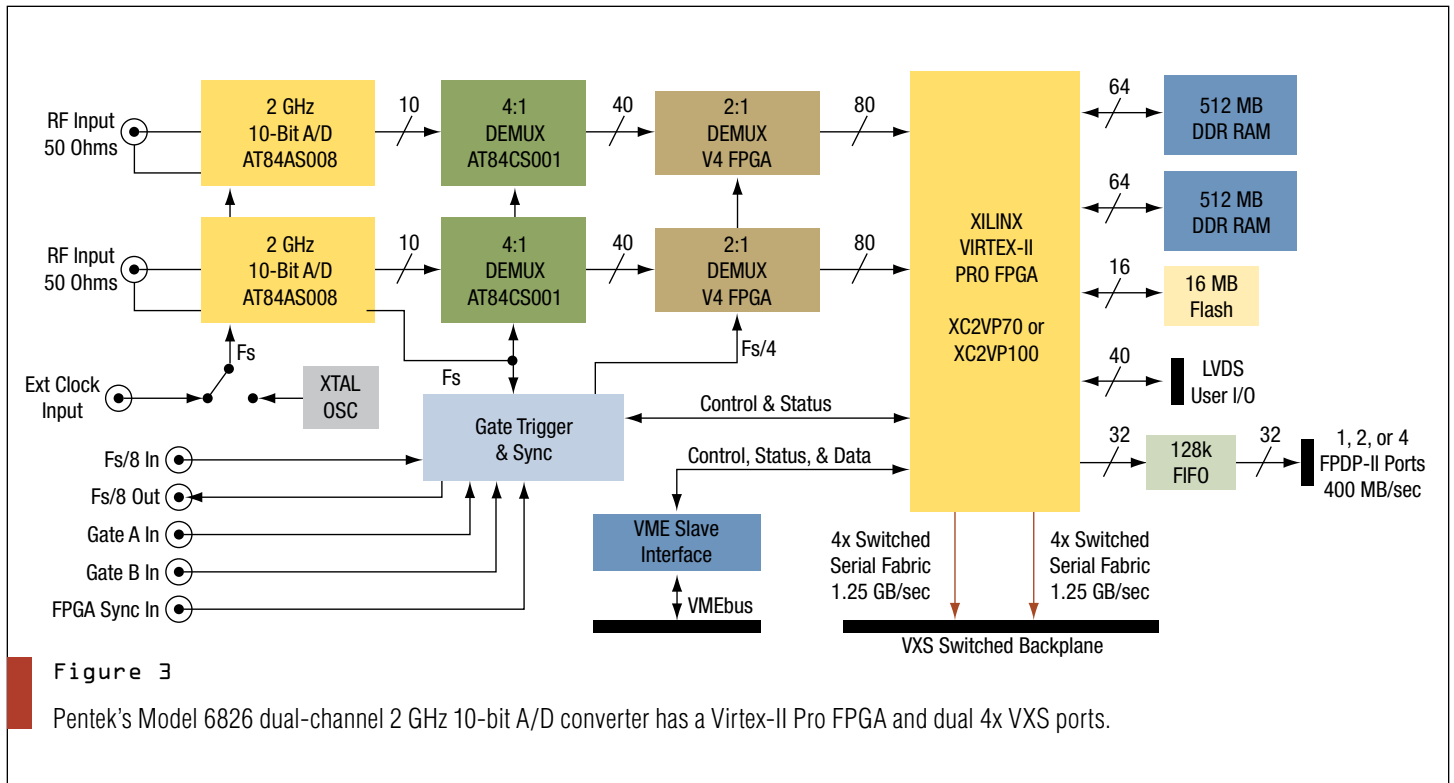 RF Input
50 Ohms
2 GHz
10-Bit A/D
AT84AS008
10
4:1
DEMUX
AT84CS001
40
2:1
DEMUX
V4 FPGA
80
RF Input
50 Ohms
2 GHz
10-Bit A/D
AT84AS008
10
4:1
DEMUX
AT84CS001
40
2:1
DEMUX
V4 FPGA
80
XILINX
VIRTEX-II
PRO FPGA
XC2VP70 or
XC2VP100
64
512 MB
DDR RAM
64
512 MB
DDR RAM
16
16 MB
Flash
40
LVDS
User I/O
32
128k
FIFO
32
1, 2, or 4
FPDP-II Ports
400 MB/sec
Fs
Ext Clock
Input
XTAL
OSC
Fs
Fs/4
Gate Trigger
& Sync
Control & Status
Control, Status, & Data
Fs/8 In
Fs/8 Out
Gate A In
Gate B In
FPGA Sync In
VME Slave
Interface
VMEbus
4x Switched
Serial Fabric
1.25 GB/sec
4x Switched
Serial Fabric
1.25 GB/sec
VXS Switched Backplane
Figure 3
Pentek's Model 6826 dual-channel 2 GHz 10-bit A/D converter has a Virtex-II Pro FPGA and dual 4x VXS ports.